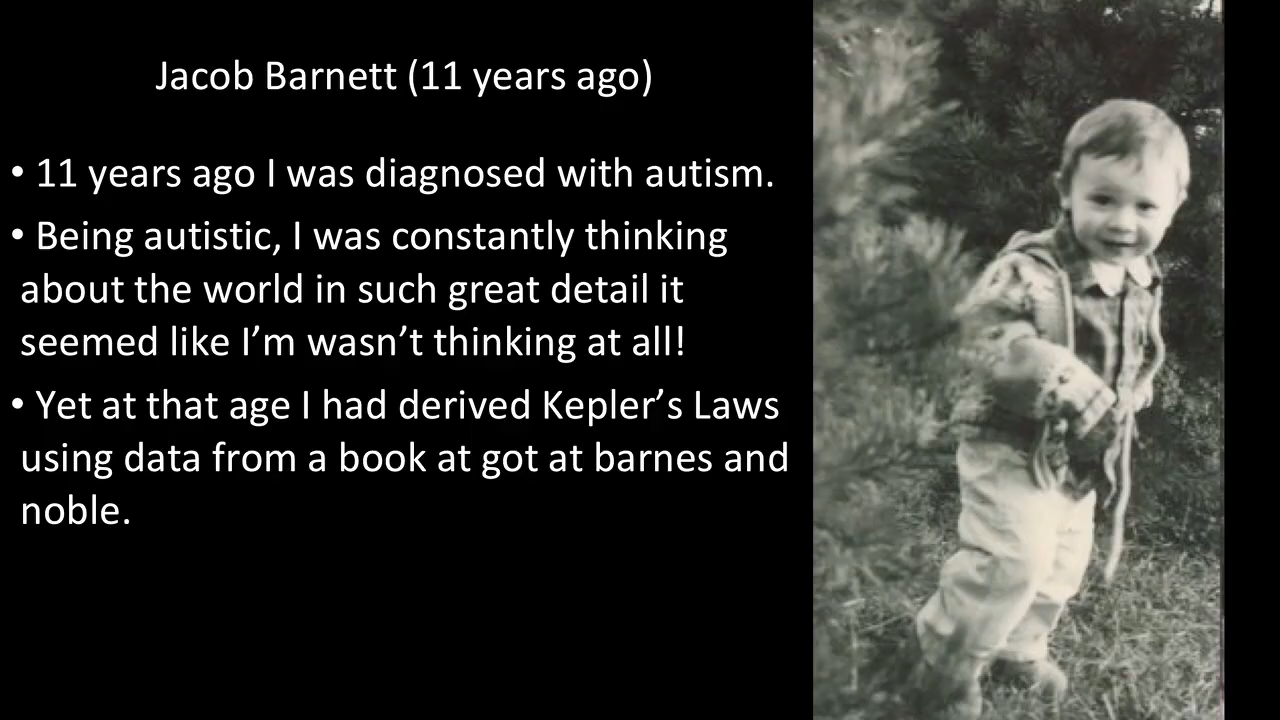 Jacob Barnett (11 years ago)
• 11 years ago I was diagnosed with autism.
• Being autistic, I was constantly thinking
about the world in such great detail it
seemed like I’m wasn’t thinking at all!
• Yet at that age I had derived Kepler’s Laws
using data from a book at got at barnes and
noble.